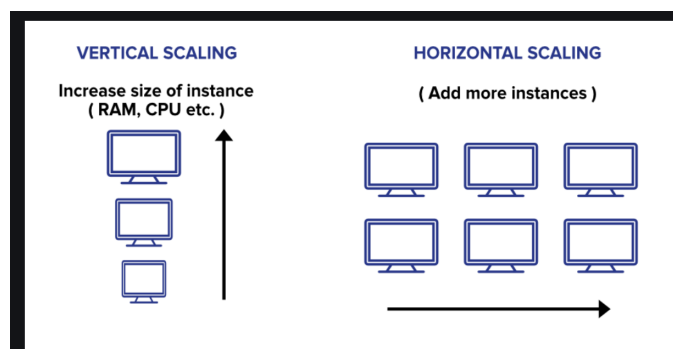 VERTICAL SCALING
Increase size of instance
( RAM, CPU etc. )
HORIZONTAL SCALING
( Add more instances )